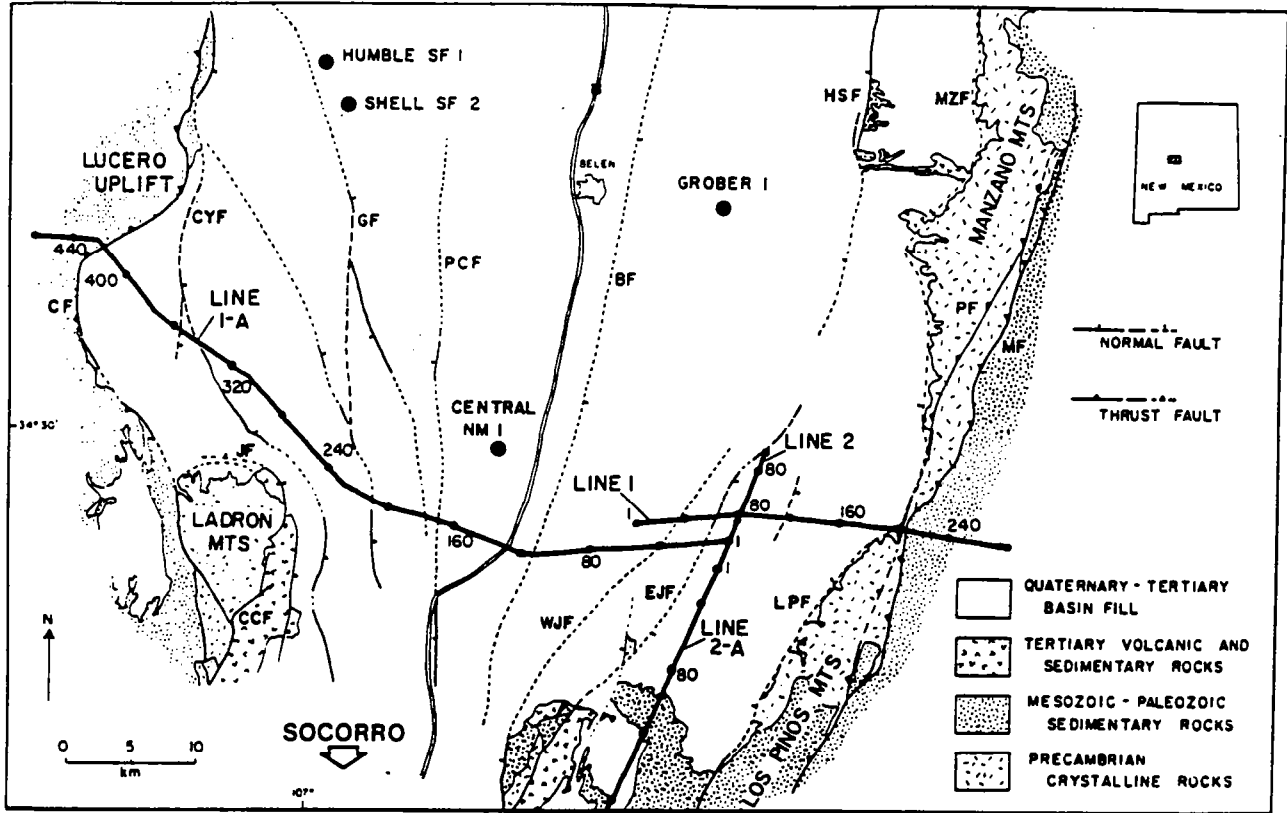 HUMBLE SF 1
SHELL SF 2
HSF
MZF
MANZANO MTS
NEW MEXICO
LUCERO
UPLIFT
BELEN
GROBER 1
CYF
GF
PCF
BF
440
400
CF
LINE
1-A
PF
MF
NORMAL FAULT
THRUST FAULT
320
34°30'
CENTRAL
NM 1
240
JF
LINE 2
80
LINE 1
1
80
160
240
LADRON
MTS
160
80
1
1
CCF
WJF
EJF
LPF
LINE
2-A
80
LOS PINOS MTS
N
SOCORRO
0 5 10
km
107°
QUATERNARY - TERTIARY
BASIN FILL
TERTIARY VOLCANIC AND
SEDIMENTARY ROCKS
MESOZOIC - PALEOZOIC
SEDIMENTARY ROCKS
PRECAMBRIAN
CRYSTALLINE ROCKS